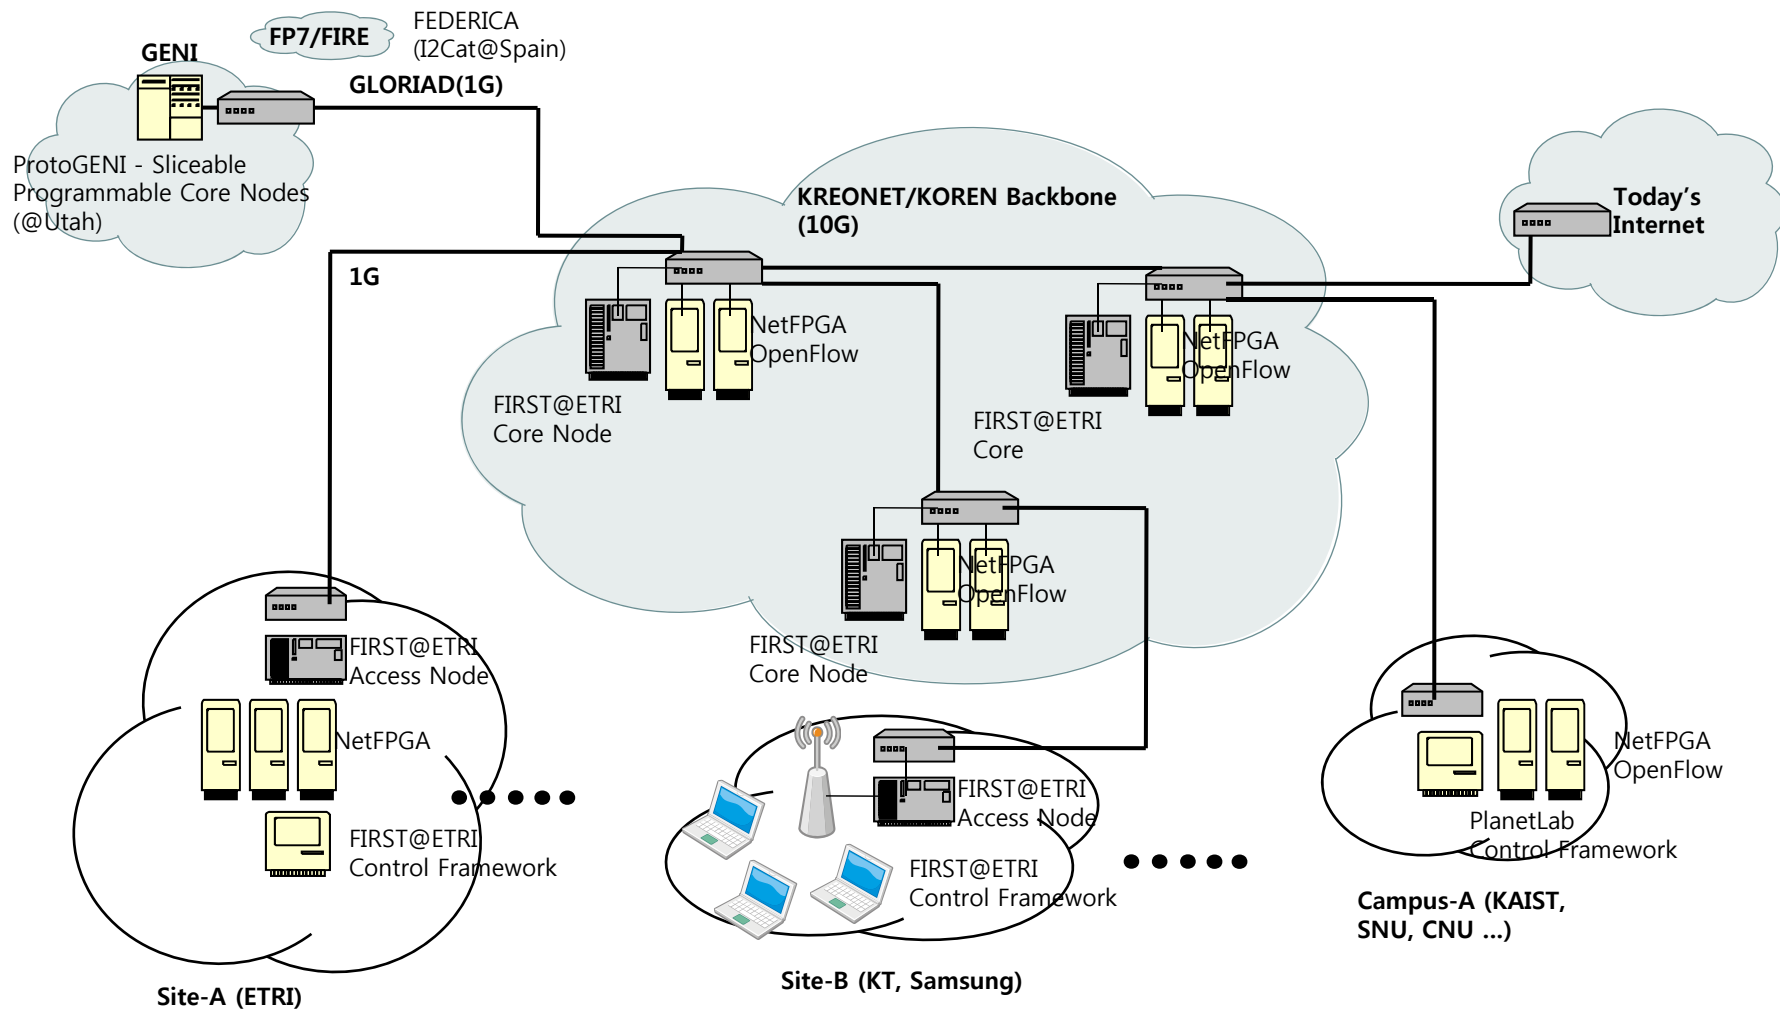 FP7/FIRE
FEDERICA
(I2Cat@Spain)
GENI
GLORIAD(1G)
ProtoGENI - Sliceable
Programmable Core Nodes
(@Utah)
KREONET/KOREN Backbone
(10G)
Today’s
Internet
1G
NetFPGA
OpenFlow
NetFPGA
OpenFlow
FIRST@ETRI
Core Node
FIRST@ETRI
Core
NetFPGA
OpenFlow
FIRST@ETRI
Core Node
FIRST@ETRI
Access Node
NetFPGA
FIRST@ETRI
Control Framework
FIRST@ETRI
Access Node
FIRST@ETRI
Control Framework
NetFPGA
OpenFlow
PlanetLab
Control Framework
Campus-A (KAIST,
SNU, CNU ...)
Site-B (KT, Samsung)
Site-A (ETRI)